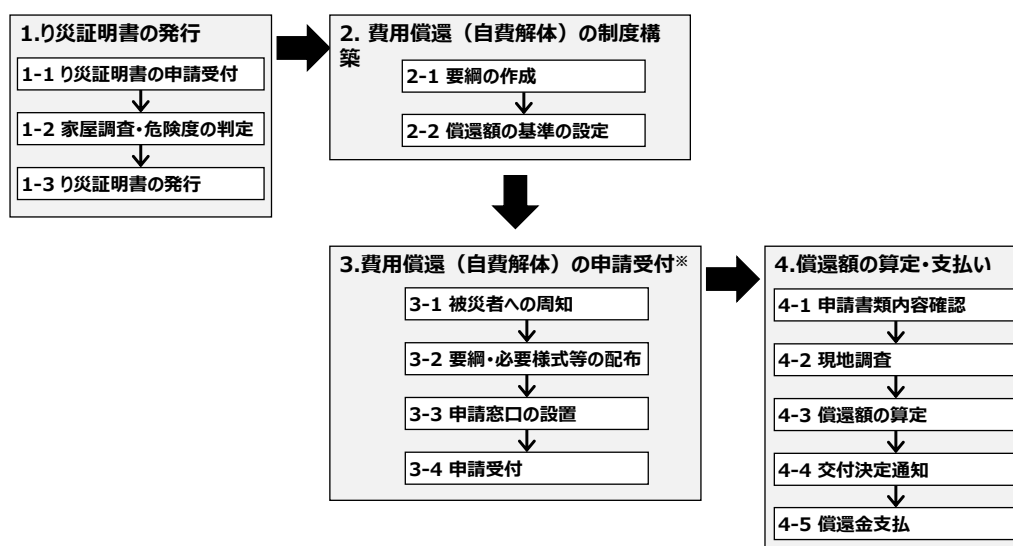 1.り災証明書の発行
1-1 り災証明書の申請受付
1-2 家屋調査・危険度の判定
1-3 り災証明書の発行
2. 費用償還（自費解体）の制度構
築
2-1 要綱の作成
2-2 償還額の基準の設定
3.費用償還（自費解体）の申請受付※
3-1 被災者への周知
3-2 要綱・必要様式等の配布
3-3 申請窓口の設置
3-4 申請受付
4.償還額の算定・支払い
4-1 申請書類内容確認
4-2 現地調査
4-3 償還額の算定
4-4 交付決定通知
4-5 償還金支払